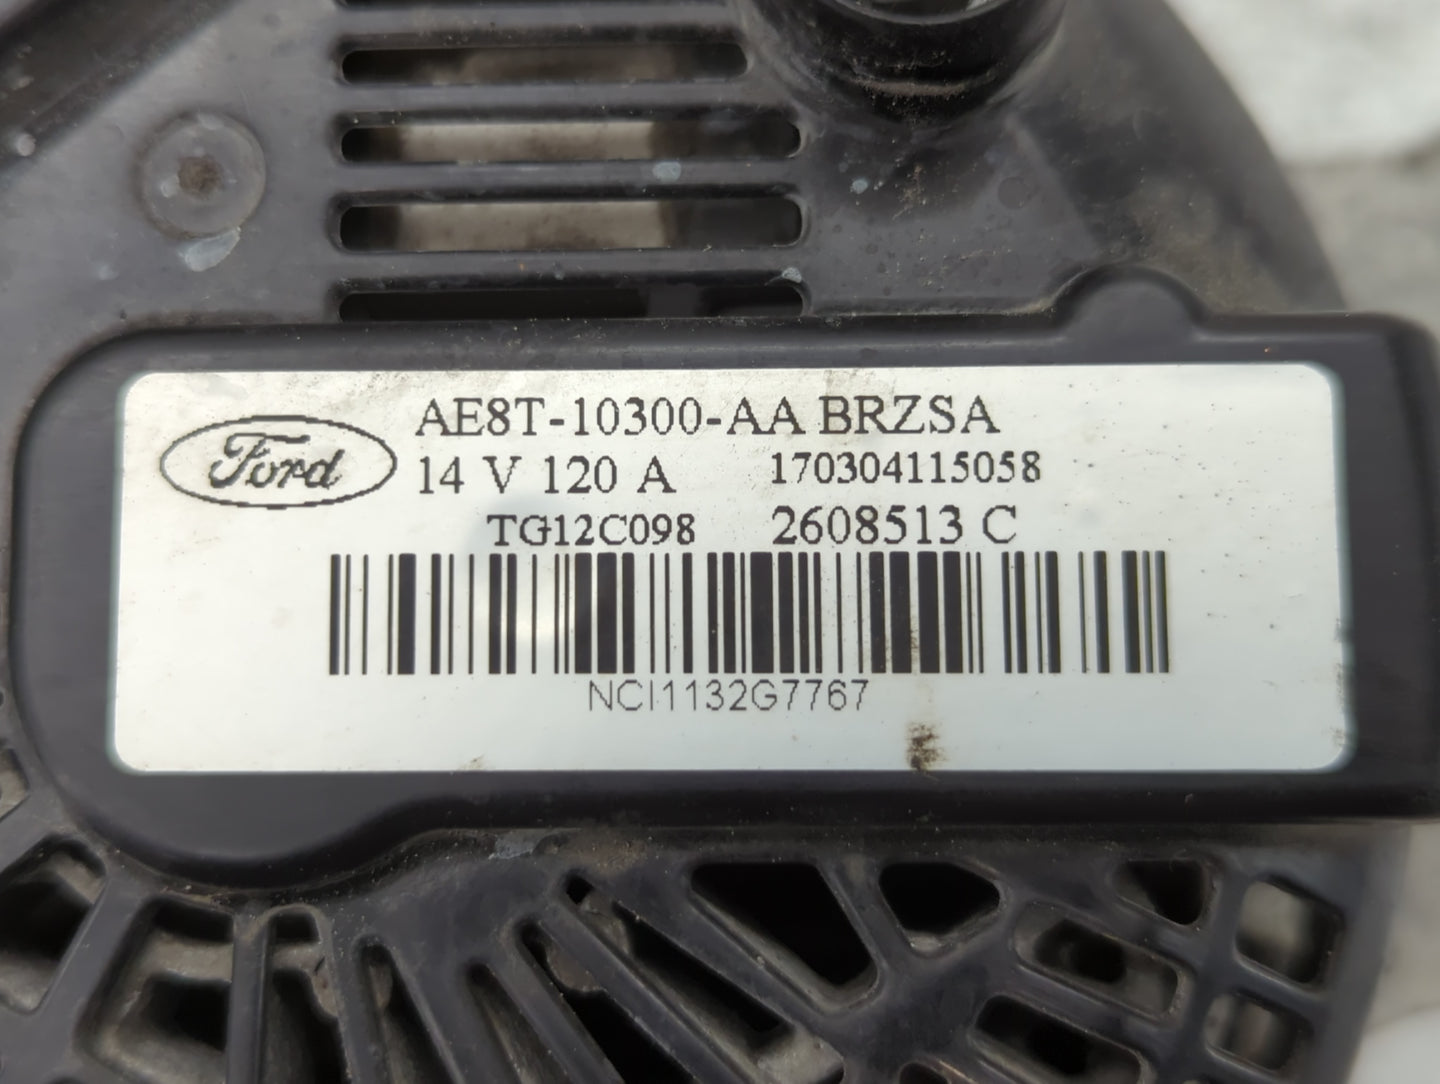 Ford
AE8T-10300-AA BRZSA
14 V 120 A 170304115058
TG12C098 2608513 C
NCI1132G7767